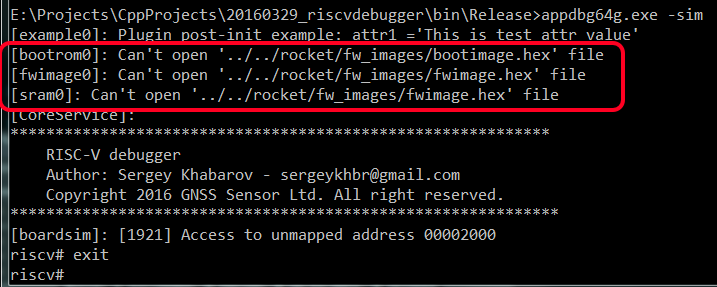 E:\Projects\CppProjects\20160329_riscvdebugger\bin\Release>appdbg64g.exe -sim
[example0]: Plugin post-init example: attr1 ='This is test attr value'
[bootrom0]: Can't open '../../rocket/fw_images/bootimage.hex' file
[fwimage0]: Can't open '../../rocket/fw_images/fwimage.hex' file
[sram0]: Can't open '../../rocket/fw_images/fwimage.hex' file
[CoreService]:
************************************************************
RISC-V debugger
Author: Sergey Khabarov - sergeykhbr@gmail.com
Copyright 2016 GNSS Sensor Ltd. All right reserved.
*************************************************************
[boardsim]: [1921] Access to unmapped address 00002000
riscv# exit
riscv#